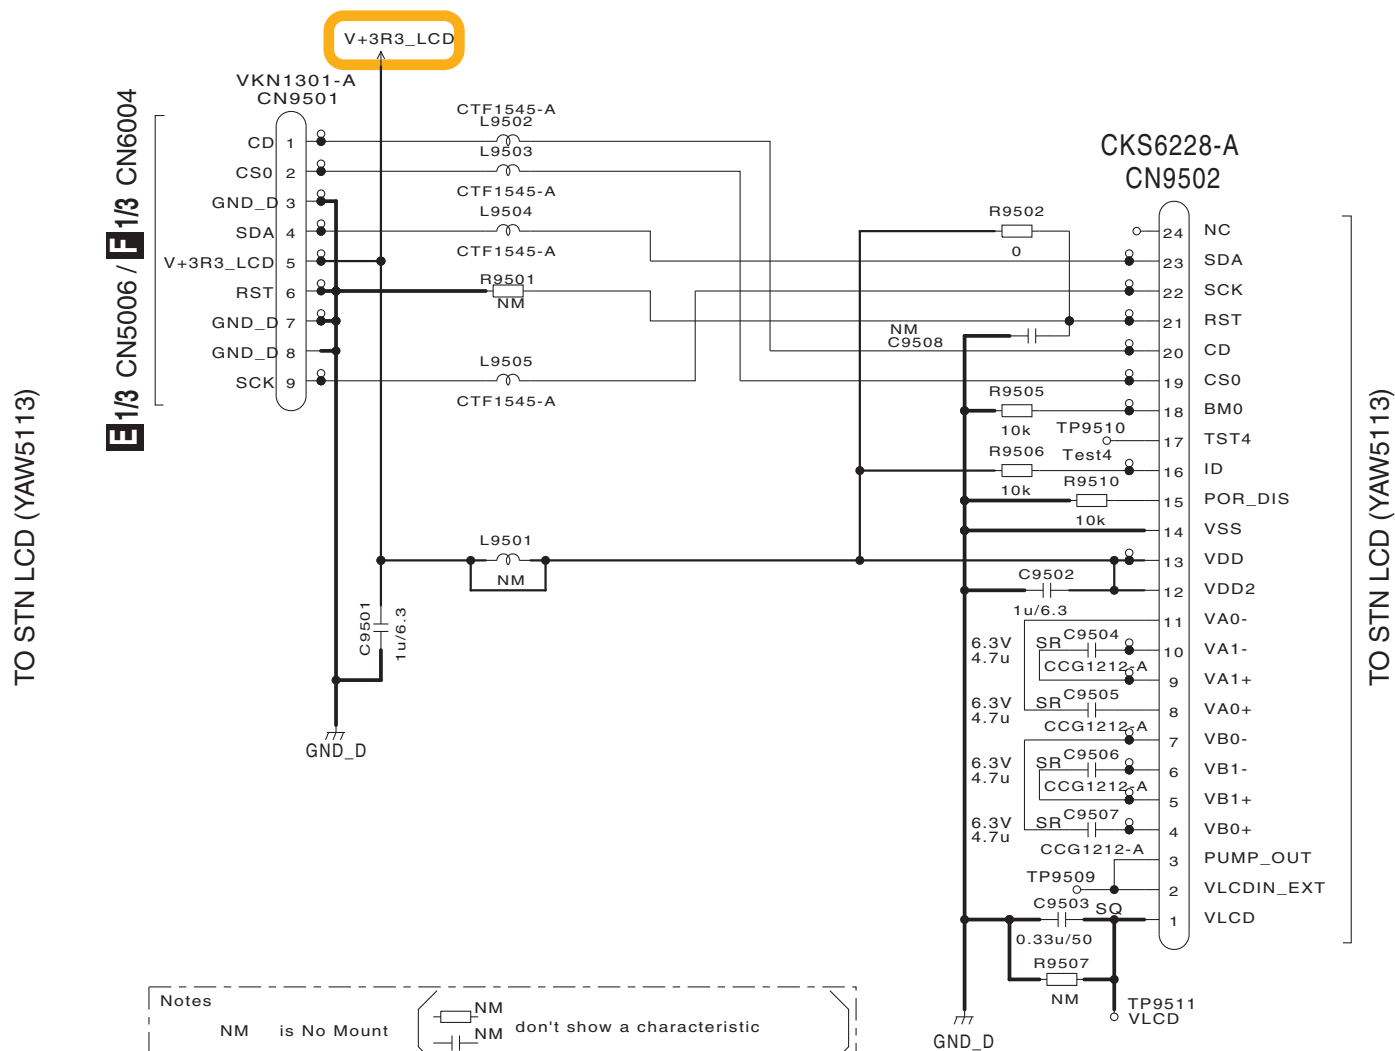 V+3R3_LCD
VKN1301-A
CN9501
E 1/3 CN5006 / F 1/3 CN6004
TO STN LCD (YAW5113)
CD 1
CS0 2
GND_D 3
SDA 4
V+3R3_LCD 5
RST 6
GND_D 7
GND_D 8
SCK 9
CTF1545-A
L9502
L9503
CTF1545-A
L9504
CTF1545-A
R9501
NM
L9505
CTF1545-A
L9501
NM
C9501
1u/6.3
GND_D
CKS6228-A
CN9502
24 NC
23 SDA
22 SCK
21 RST
20 CD
19 CS0
18 BM0
17 TST4
16 ID
15 POR_DIS
14 VSS
13 VDD
12 VDD2
11 VA0-
10 VA1-
9 VA1+
8 VA0+
7 VB0-
6 VB1-
5 VB1+
4 VB0+
3 PUMP_OUT
2 VLCDIN_EXT
1 VLCD
R9502
0
NM
C9508
R9505
10k
TP9510
R9506
Test4
10k
R9510
10k
C9502
1u/6.3
6.3V
4.7u
SR C9504
CCG1212-A
6.3V
4.7u
SR C9505
CCG1212-A
6.3V
4.7u
SR C9506
CCG1212-A
6.3V
4.7u
SR C9507
CCG1212-A
TP9509
C9503
SQ
0.33u/50
R9507
NM
TP9511
VLCD
GND_D
TO STN LCD (YAW5113)
Notes
NM is No Mount
NM
NM
don't show a characteristic